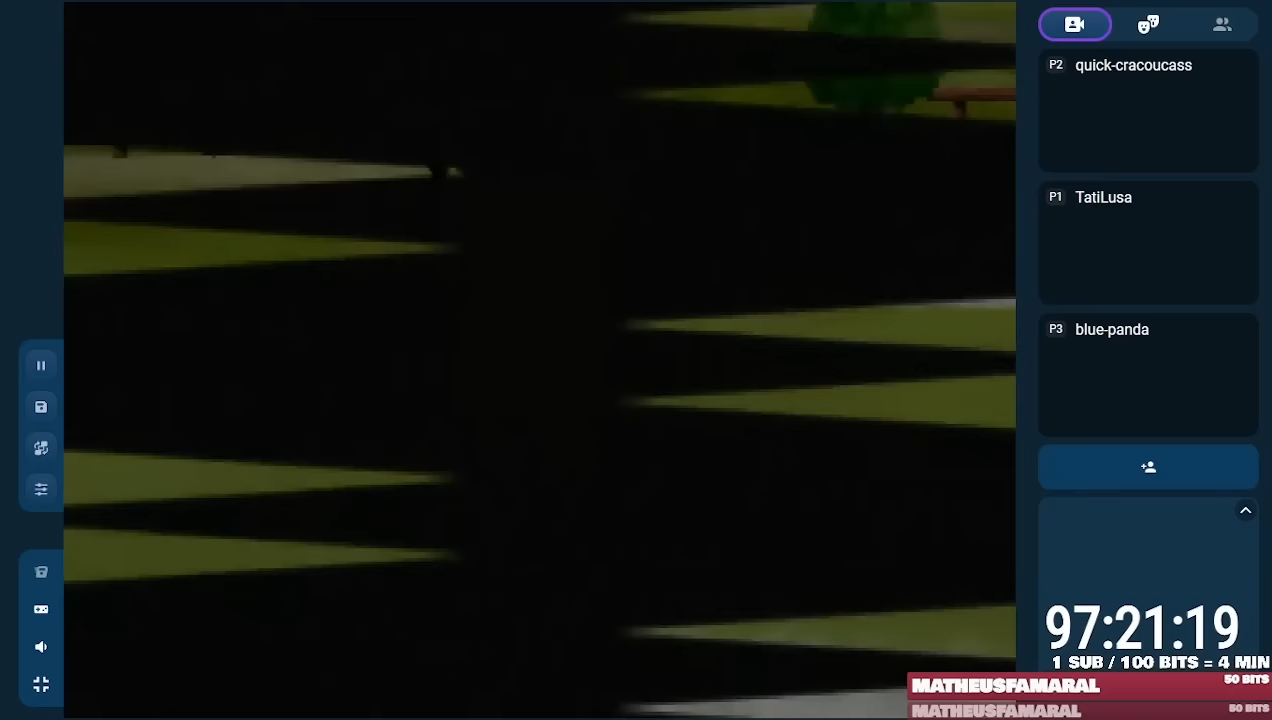 P2 quick-cracoucass
P1 TatiLusa
P3 blue-panda
97:21:19
1 SUB / 100 BITS = 4 MIN
MATHEUSFAMARAL 50 BITS
MATHEUSFAMARAL 50 BITS